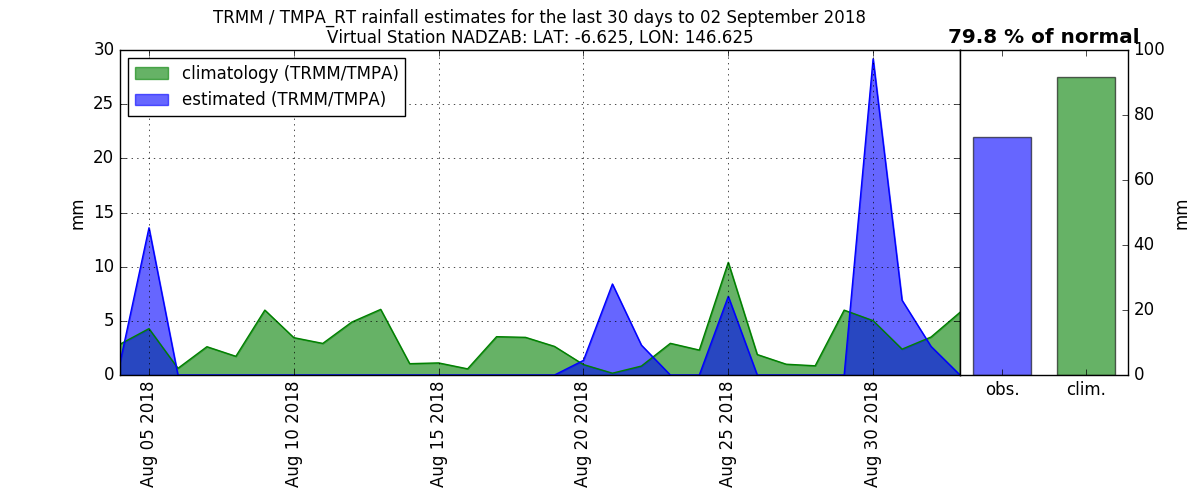 TRMM / TMPA_RT rainfall estimates for the last 30 days to 02 September 2018
Virtual Station NADZAB: LAT: -6.625, LON: 146.625
79.8 % of normal
climatology (TRMM/TMPA)
estimated (TRMM/TMPA)
mm
30
25
20
15
10
5
0
Aug 05 2018
Aug 10 2018
Aug 15 2018
Aug 20 2018
Aug 25 2018
Aug 30 2018
obs.
clim.
100
80
60
40
20
0
mm